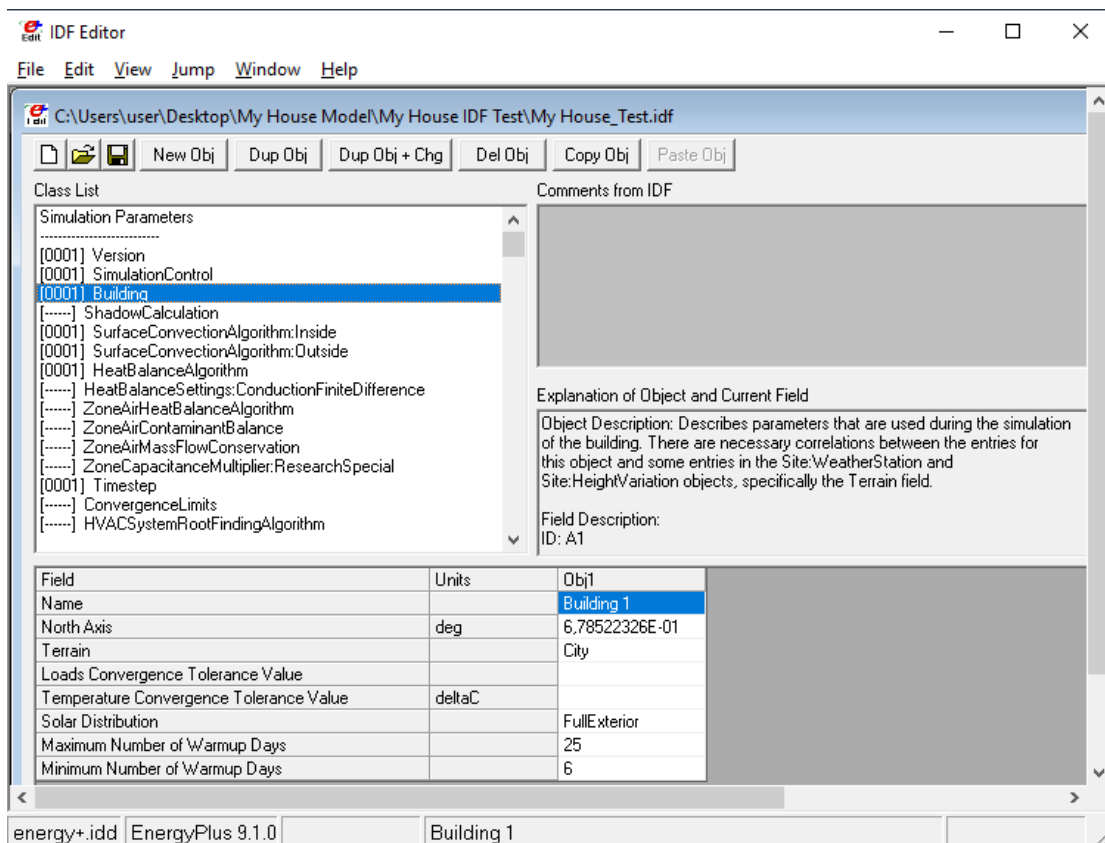 IDF Editor
File Edit View Jump Window Help
C:\Users\user\Desktop\My House Model\My House IDF Test\My House_Test.idf
New Obj Dup Obj Dup Obj + Chg Del Obj Copy Obj Paste Obj
Class List
Simulation Parameters
---------------------------
[0001] Version
[0001] SimulationControl
[0001] Building
[------] ShadowCalculation
[0001] SurfaceConvectionAlgorithm:Inside
[0001] SurfaceConvectionAlgorithm:Outside
[0001] HeatBalanceAlgorithm
[------] HeatBalanceSettings:ConductionFiniteDifference
[------] ZoneAirHeatBalanceAlgorithm
[------] ZoneAirContaminantBalance
[------] ZoneAirMassFlowConservation
[------] ZoneCapacitanceMultiplier:ResearchSpecial
[0001] Timestep
[------] ConvergenceLimits
[------] HVACSystemRootFindingAlgorithm
Comments from IDF
Explanation of Object and Current Field
Object Description: Describes parameters that are used during the simulation
of the building. There are necessary correlations between the entries for
this object and some entries in the Site:WeatherStation and
Site:HeightVariation objects, specifically the Terrain field.
Field Description:
ID: A1
Field Units Obj1
Name Building 1
North Axis deg 6,78522326E-01
Terrain City
Loads Convergence Tolerance Value
Temperature Convergence Tolerance Value deltaC
Solar Distribution FullExterior
Maximum Number of Warmup Days 25
Minimum Number of Warmup Days 6
energy+.idd EnergyPlus 9.1.0 Building 1